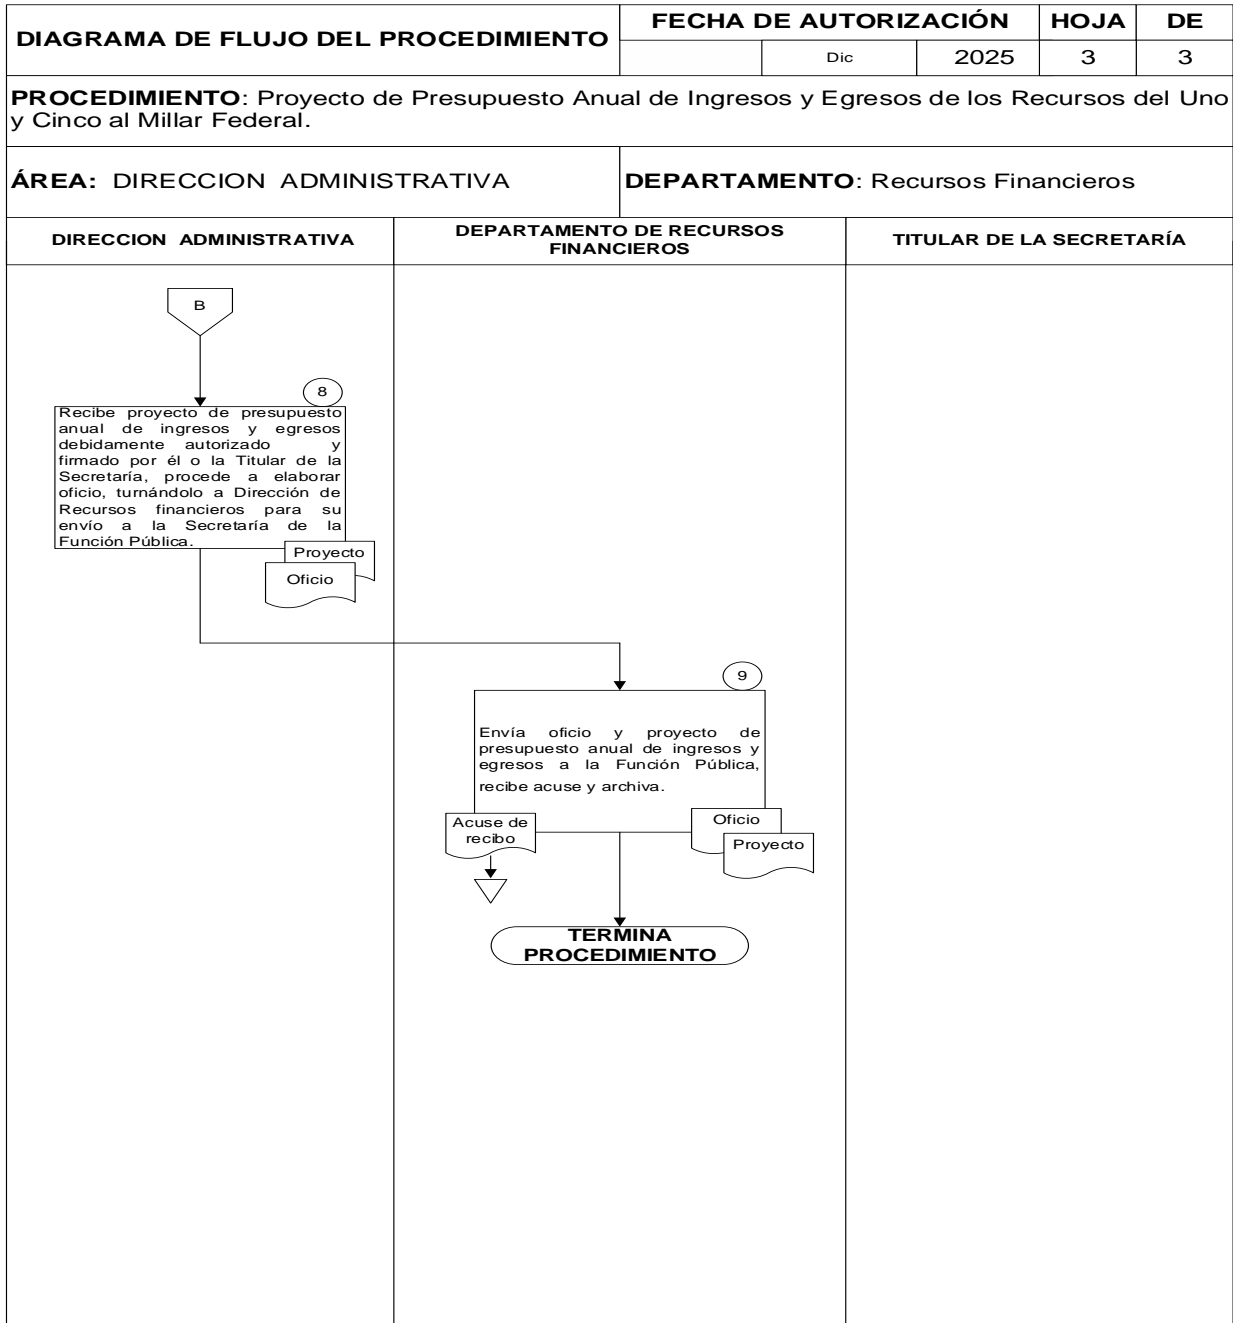 DIAGRAMA DE FLUJO DEL PROCEDIMIENTO
FECHA DE AUTORIZACIÓN
HOJA
DE
Dic
2025
3
3
PROCEDIMIENTO: Proyecto de Presupuesto Anual de Ingresos y Egresos de los Recursos del Uno
y Cinco al Millar Federal.
ÁREA: DIRECCION ADMINISTRATIVA
DEPARTAMENTO: Recursos Financieros
DIRECCION ADMINISTRATIVA
DEPARTAMENTO DE RECURSOS
FINANCIEROS
TITULAR DE LA SECRETARÍA
B
8
Recibe proyecto de presupuesto
anual de ingresos y egresos
debidamente autorizado y
firmado por él o la Titular de la
Secretaría, procede a elaborar
oficio, turnándolo a Dirección de
Recursos financieros para su
envío a la Secretaría de la
Función Pública.
Proyecto
Oficio
9
Envía oficio y proyecto de
presupuesto anual de ingresos y
egresos a la Función Pública,
recibe acuse y archiva.
Acuse de
recibo
Oficio
Proyecto
TERMINA
PROCEDIMIENTO